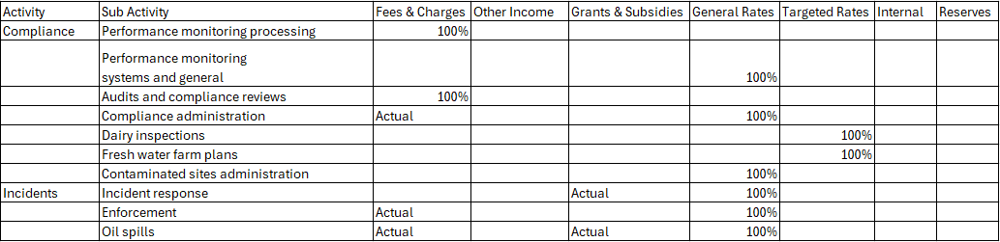 Activity Sub Activity Fees & Charges Other Income Grants & Subsidies General Rates Targeted Rates Internal Reserves
Compliance Performance monitoring processing 100%
Performance monitoring
systems and general 100%
Audits and compliance reviews 100%
Compliance administration Actual 100%
Dairy inspections 100%
Fresh water farm plans 100%
Contaminated sites administration 100%
Incidents Incident response Actual 100%
Enforcement Actual 100%
Oil spills Actual Actual 100%